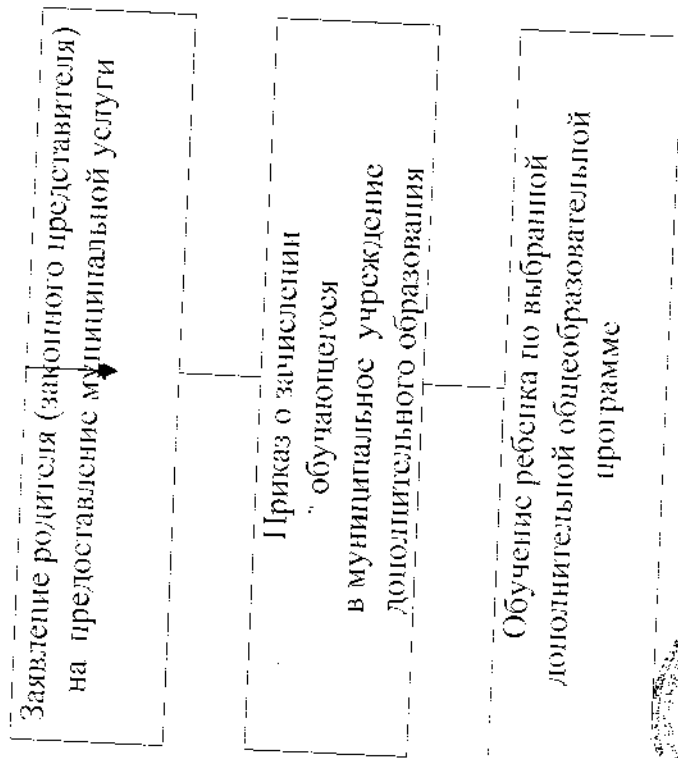 Заявление родителя (законного представителя)
на предоставление муниципальной услуги
Приказ о зачислении
обучающегося
в муниципальное учреждение
дополнительного образования
Обучение ребенка по выбранной
дополнительной общеобразовательной
программе